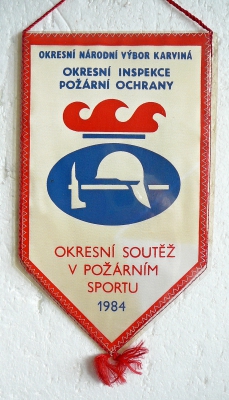 OKRESNÍ NÁRODNÍ VÝBOR KARVINÁ
OKRESNÍ INSPEKCE
POŽÁRNÍ OCHRANY
OKRESNÍ SOUTĚŽ
V POŽÁRNÍM
SPORTU
1984